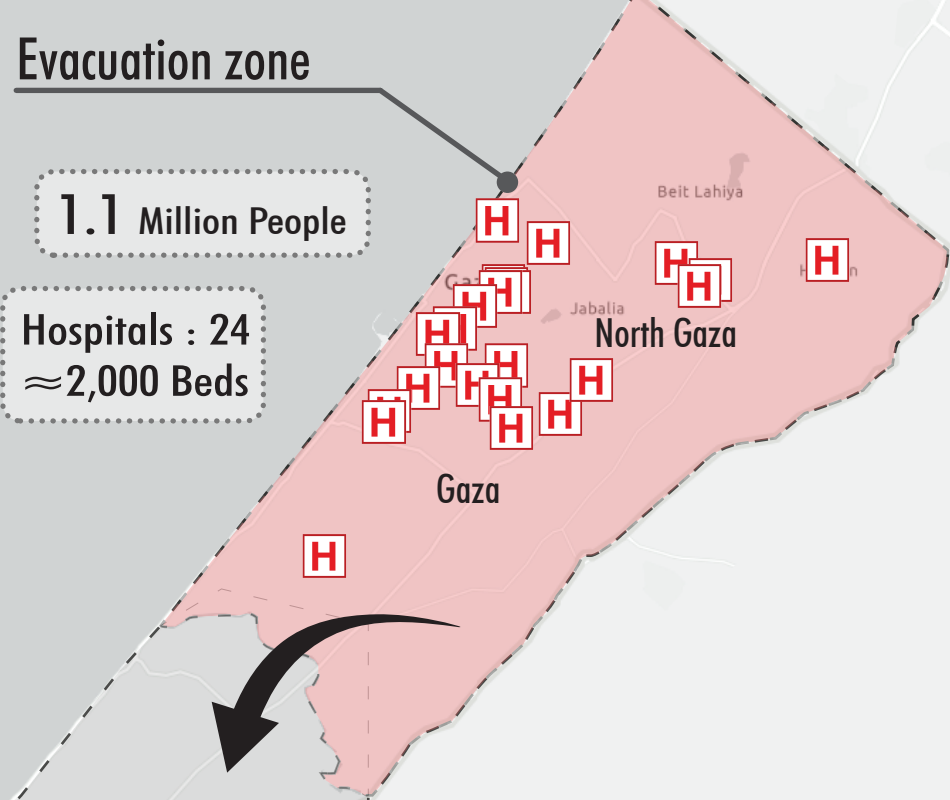 Evacuation zone
1.1 Million People
Hospitals : 24
≈2,000 Beds
Beit Lahiya
H
H
H
H
H
H
H
Jabalia
North Gaza
H
H
H
H
H
H
H
H
H
H
H
H
Gaza
H